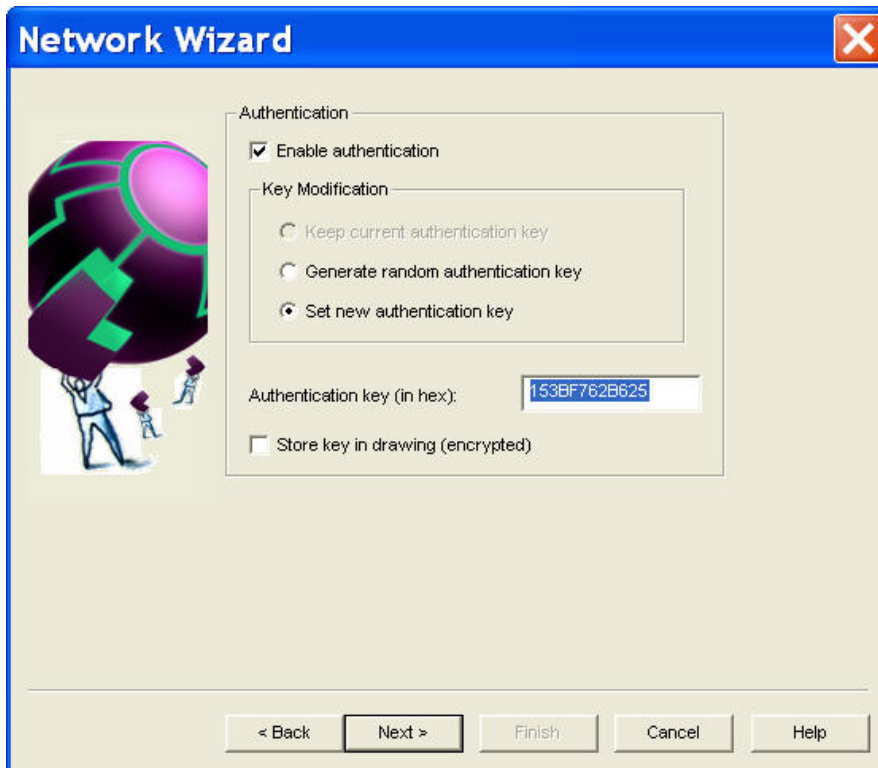 Network Wizard
Authentication
Enable authentication
Key Modification
Keep current authentication key
Generate random authentication key
Set new authentication key
Authentication key (in hex): 153BF762B625
Store key in drawing (encrypted)
< Back Next > Finish Cancel Help